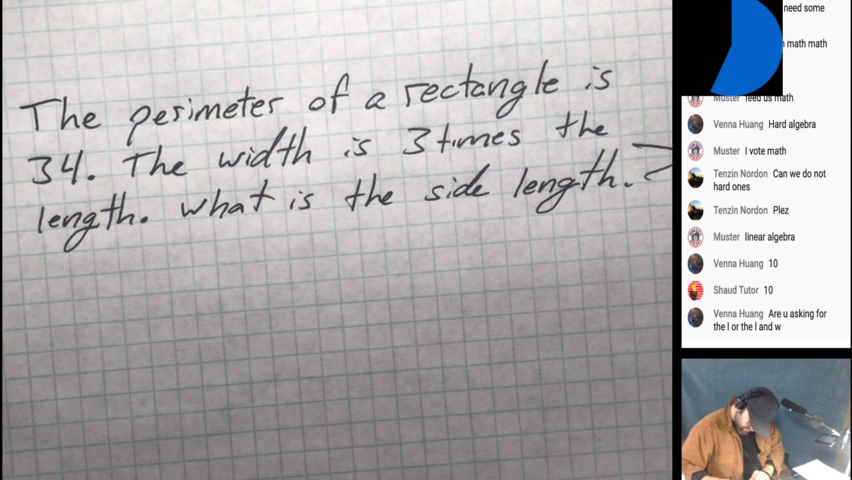 The perimeter of a rectangle is
34. The width is 3 times the
length. what is the side length.
need some
math math
Muster feed us math
Venna Huang Hard algebra
Muster I vote math
Tenzin Nordon Can we do not
hard ones
Tenzin Nordon Plez
Muster linear algebra
Venna Huang 10
Shaud Tutor 10
Venna Huang Are u asking for
the l or the l and w